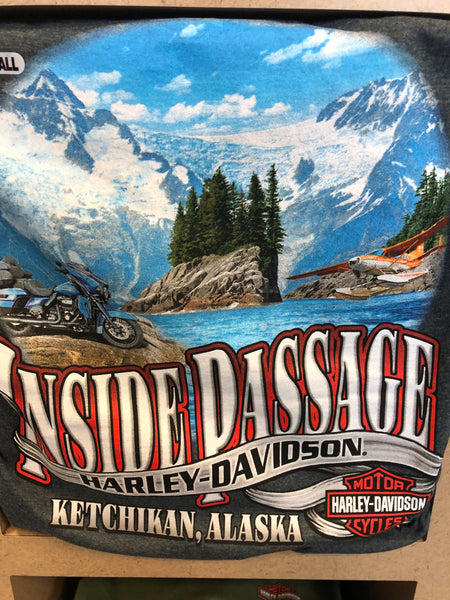 ALL
INSIDE PASSAGE
HARLEY-DAVIDSON®
KETCHIKAN, ALASKA
MOTOR
HARLEY-DAVIDSON
CYCLES